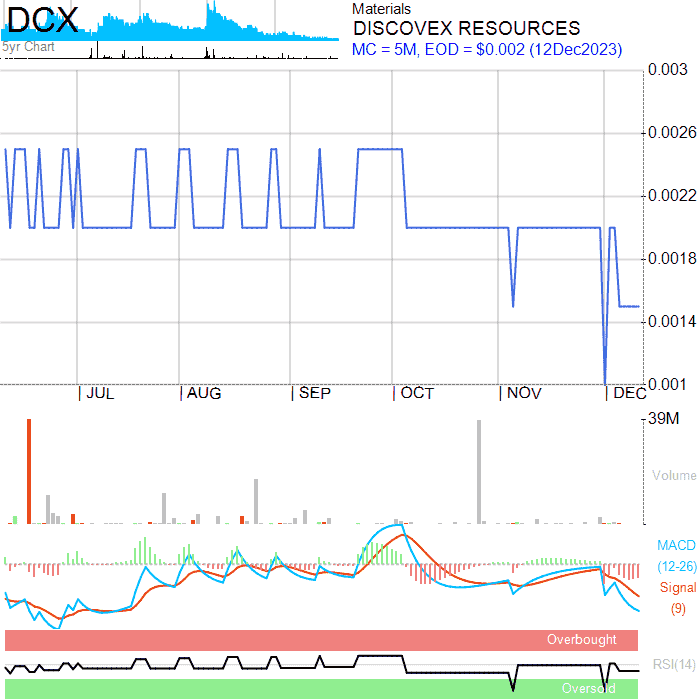 DCX
5yr Chart
Materials
DISCOVEX RESOURCES
MC = 5M, EOD = $0.002 (12Dec2023)
0.003
0.0026
0.0022
0.0018
0.0014
0.001
| JUL | AUG | SEP | OCT | NOV | DEC
39M
Volume
MACD
(12-26)
Signal
(9)
Overbought
RSI(14)
Oversold